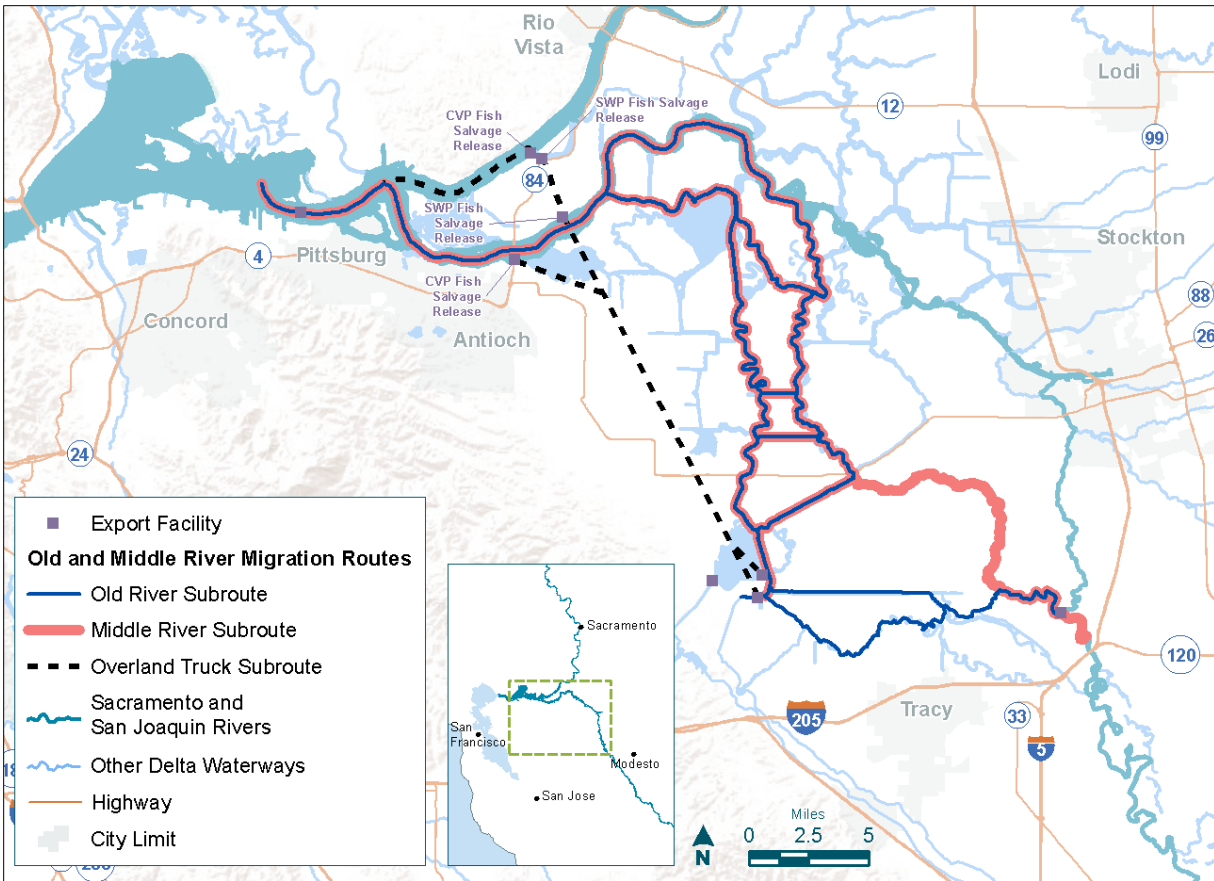 Rio
Vista
Lodi
SWP Fish Salvage
Release
CVP Fish
Salvage
Release
12
99
84
SWP Fish
Salvage
Release
Pittsburg
4
CVP Fish
Salvage
Release
Stockton
88
26
Concord
Antioch
24
Export Facility
Old and Middle River Migration Routes
Old River Subroute
Middle River Subroute
Overland Truck Subroute
Sacramento and
San Joaquin Rivers
Other Delta Waterways
Highway
City Limit
Sacramento
San
Francisco
Modesto
San Jose
120
Tracy
205
33
5
Miles
0 2.5 5
N